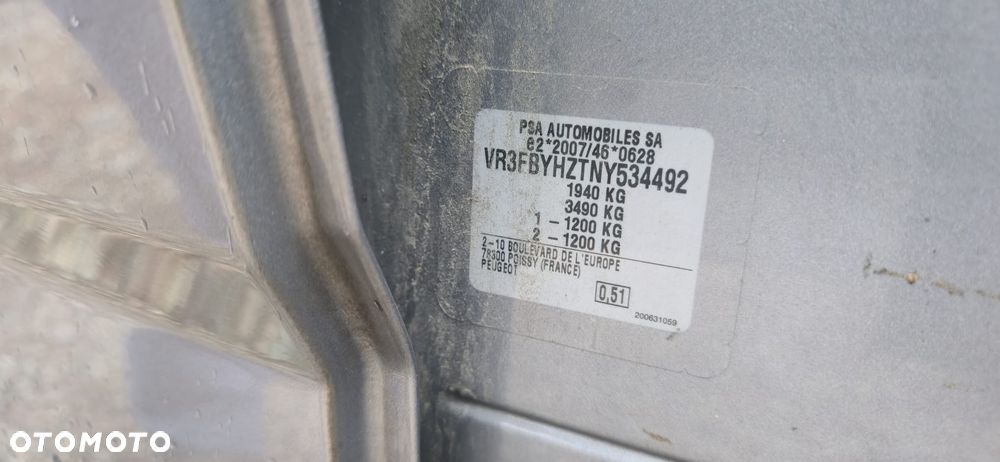 PSA AUTOMOBILES SA
e2*2007/46*0628
VR3FBYHZTNY534492
1940 KG
3490 KG
1 - 1200 KG
2 - 1200 KG
2-10 BOULEVARD DE L'EUROPE
78300 POISSY (FRANCE)
PEUGEOT
0,51
200631059
OTOMOTO